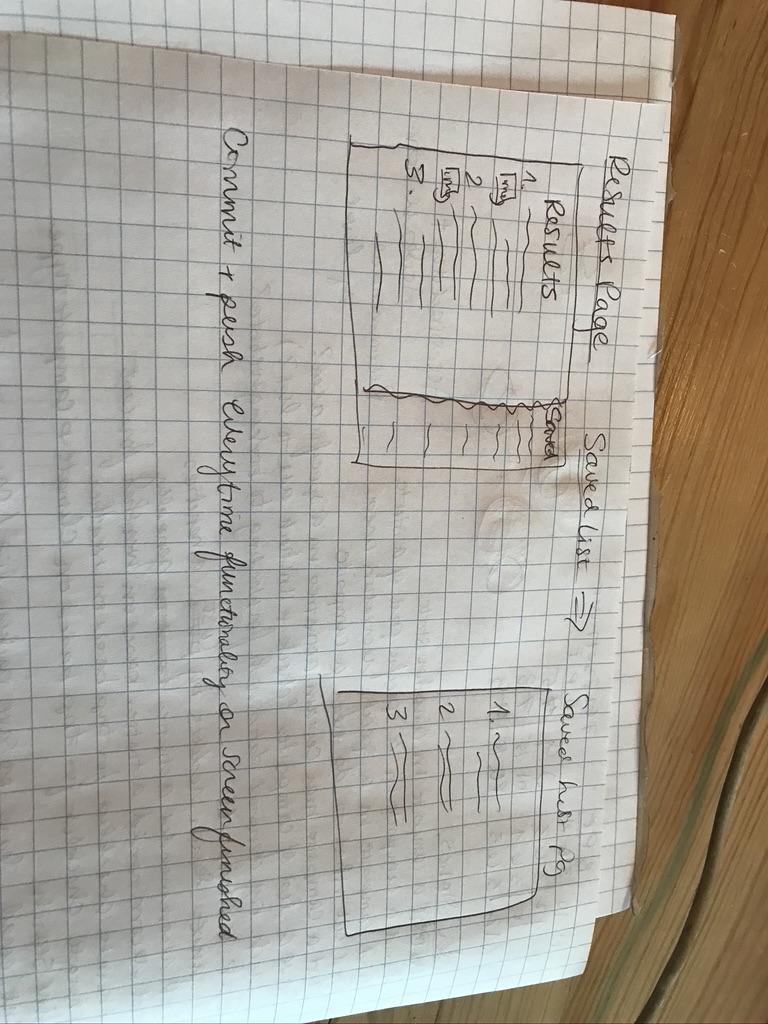 Results Page
Saved list ⇒
Saved list Pg
Results
Saved
1.
img
2
img
3.
1.
2
3
Commit + push everytime functionality or screen finished